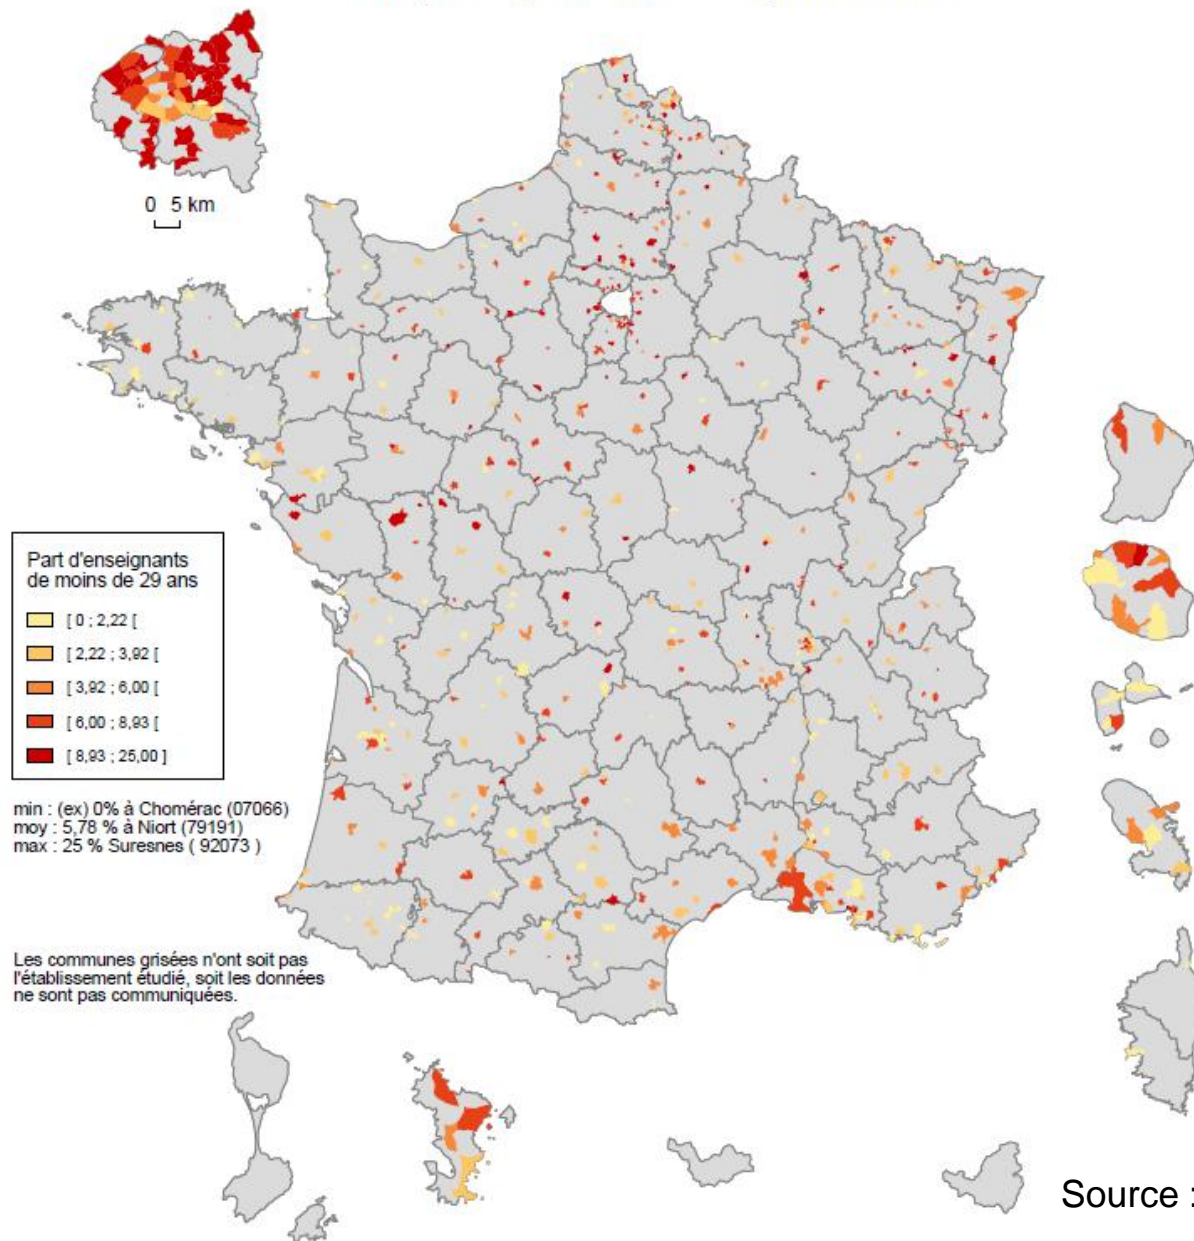 0 5 km
Part d'enseignants
de moins de 29 ans
[ 0 ; 2,22 [
[ 2,22 ; 3,92 [
[ 3,92 ; 6,00 [
[ 6,00 ; 8,93 [
[ 8,93 ; 25,00 ]
min : (ex) 0% à Chomérac (07066)
moy : 5,78 % à Niort (79191)
max : 25 % Suresnes ( 92073 )
Les communes grisées n'ont soit pas
l'établissement étudié, soit les données
ne sont pas communiquées.
Source :